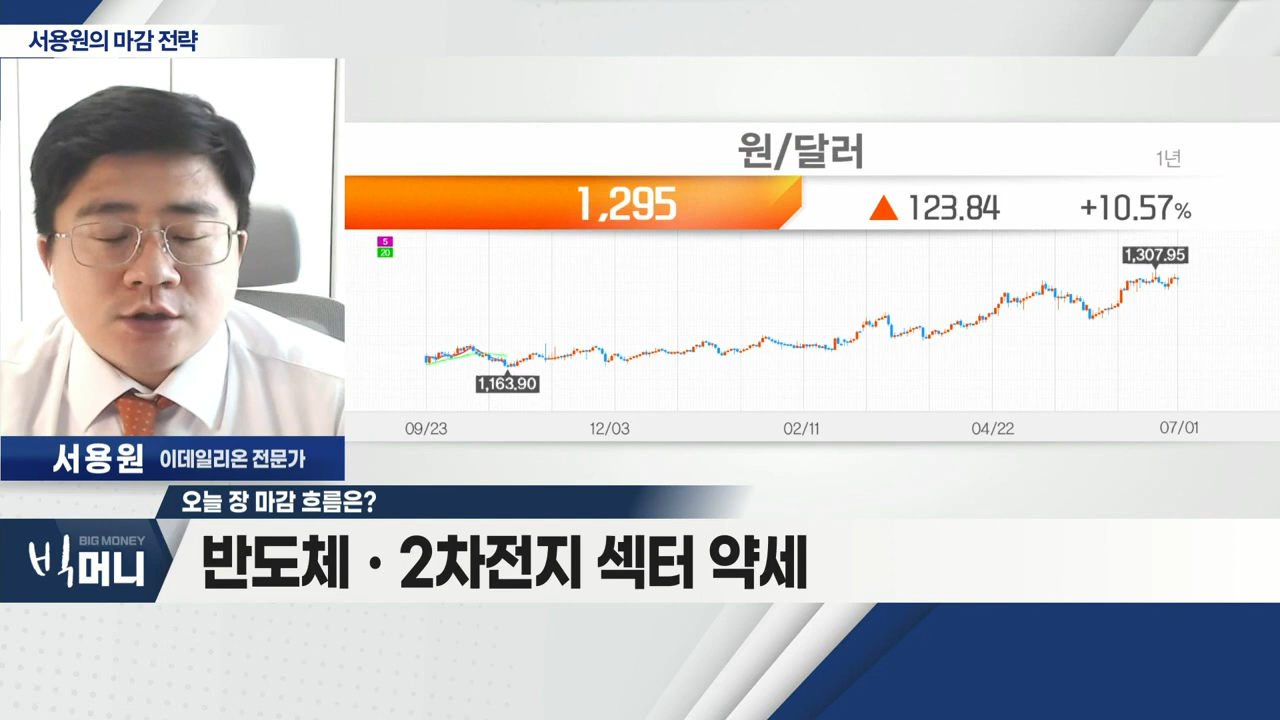 서용원의 마감 전략
원/달러
1년
1,295
▲ 123.84
+10.57%
5
20
1,307.95
1,163.90
09/23
12/03
02/11
04/22
07/01
서용원 이데일리온 전문가
오늘 장 마감 흐름은?
BIG MONEY
빅머니
반도체 · 2차전지 섹터 약세